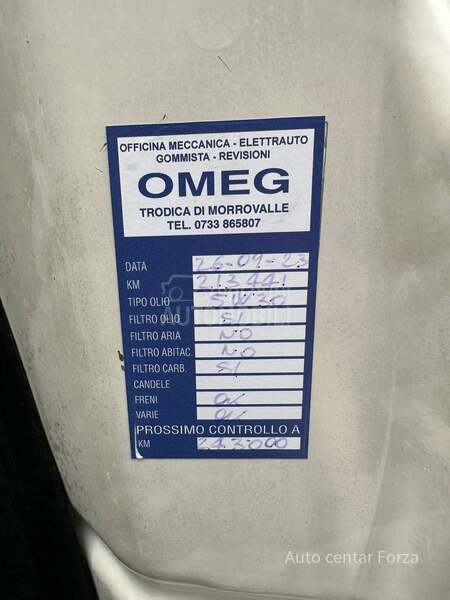 OFFICINA MECCANICA - ELETTRAUTO
GOMMISTA - REVISIONI
OMEG
TRODICA DI MORROVALLE
TEL. 0733 865807
DATA 26-09-23
KM 213441
TIPO OLIO 5W30
FILTRO OLIO SI
FILTRO ARIA NO
FILTRO ABITAC. NO
FILTRO CARB. SI
CANDELE
FRENI OK
VARIE OK
PROSSIMO CONTROLLO A
KM 243000
Auto centar Forza